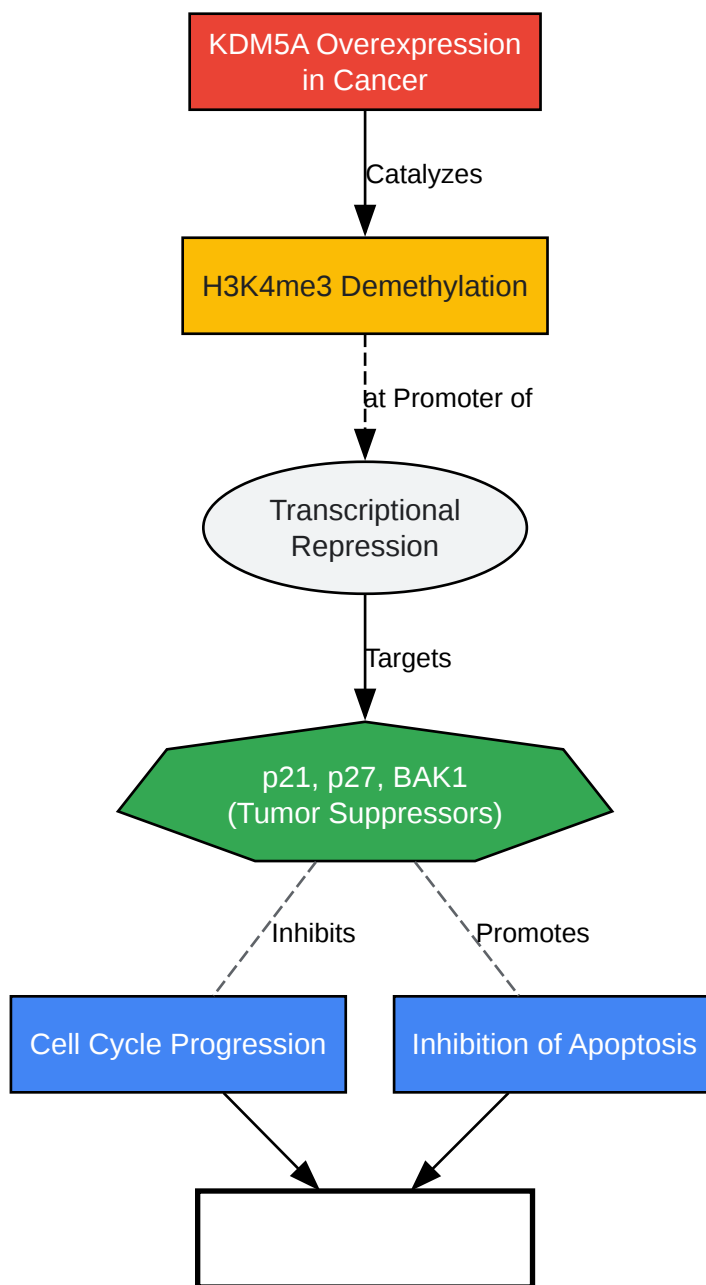 KDM5A Overexpression
in Cancer
Catalyzes
H3K4me3 Demethylation
at Promoter of
Transcriptional
Repression
Targets
p21, p27, BAK1
(Tumor Suppressors)
Inhibits
Promotes
Cell Cycle Progression
Inhibition of Apoptosis